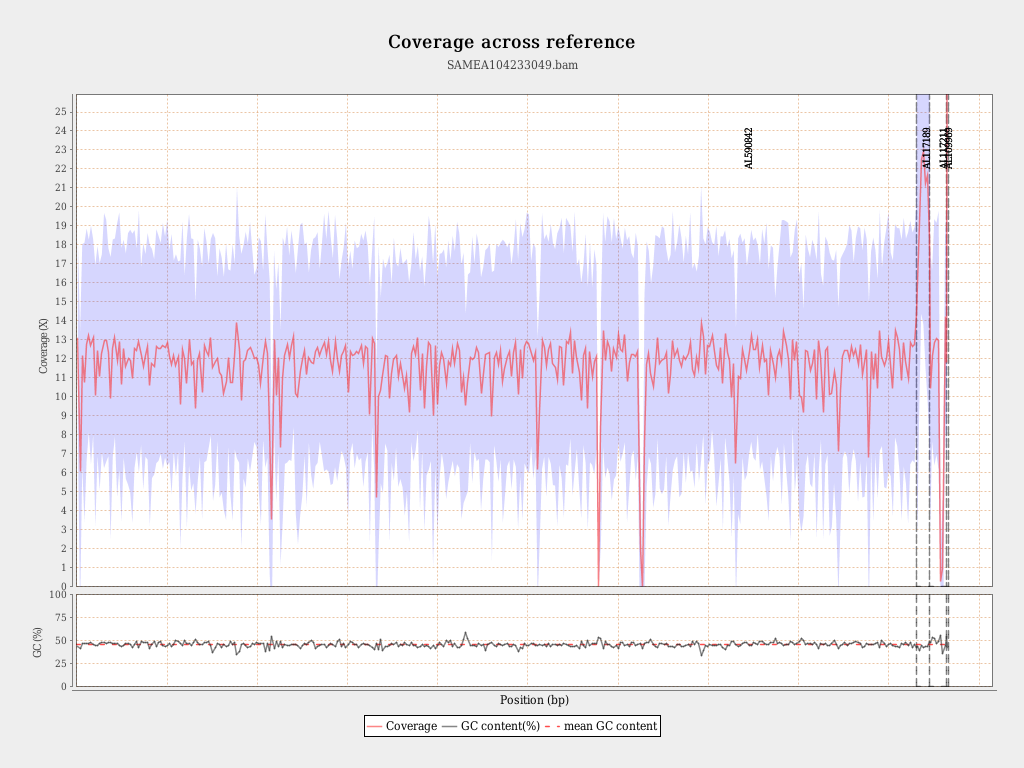 Coverage across reference
SAMEA104233049.bam
Coverage (X)
25
24
23
22
21
20
19
18
17
16
15
14
13
12
11
10
9
8
7
6
5
4
3
2
1
0
AL590842
AL117189
AL117211
AL109969
GC (%)
100
75
50
25
0
Position (bp)
Coverage
GC content(%)
mean GC content